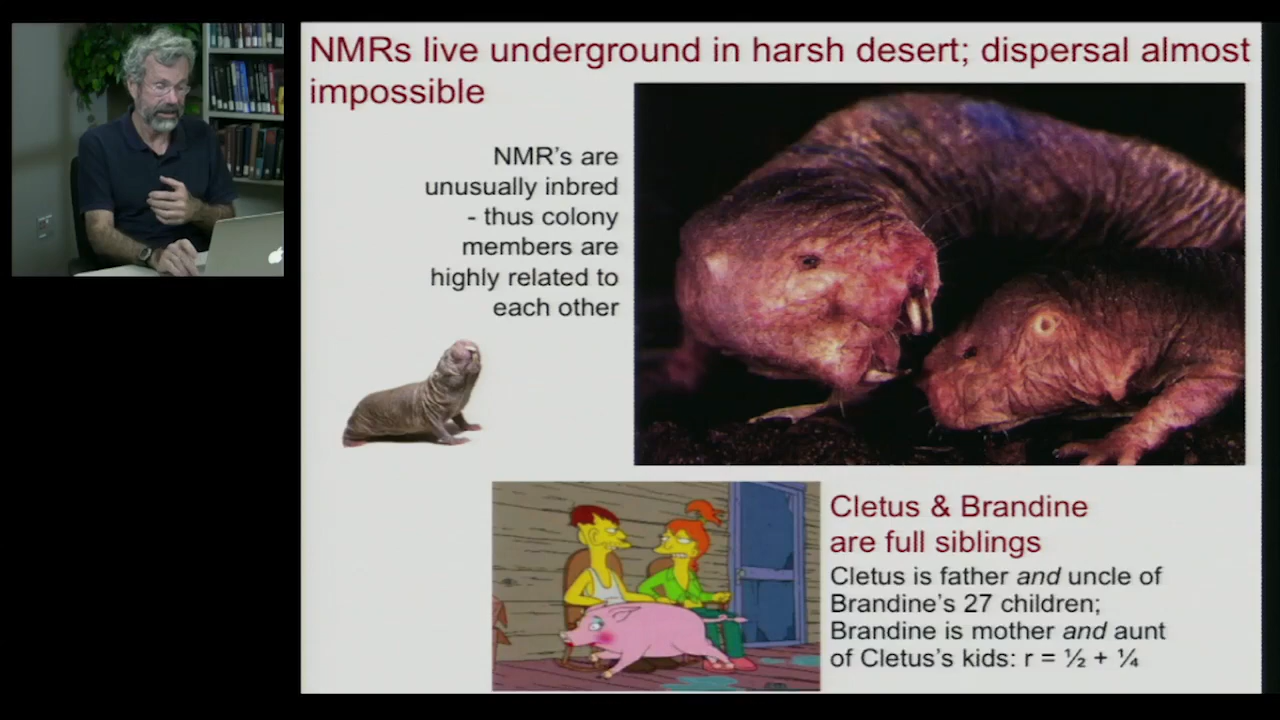 NMRs live underground in harsh desert; dispersal almost
impossible
NMR's are
unusually inbred
- thus colony
members are
highly related to
each other
Cletus & Brandine
are full siblings
Cletus is father and uncle of
Brandine's 27 children;
Brandine is mother and aunt
of Cletus's kids: r = ½ + ¼